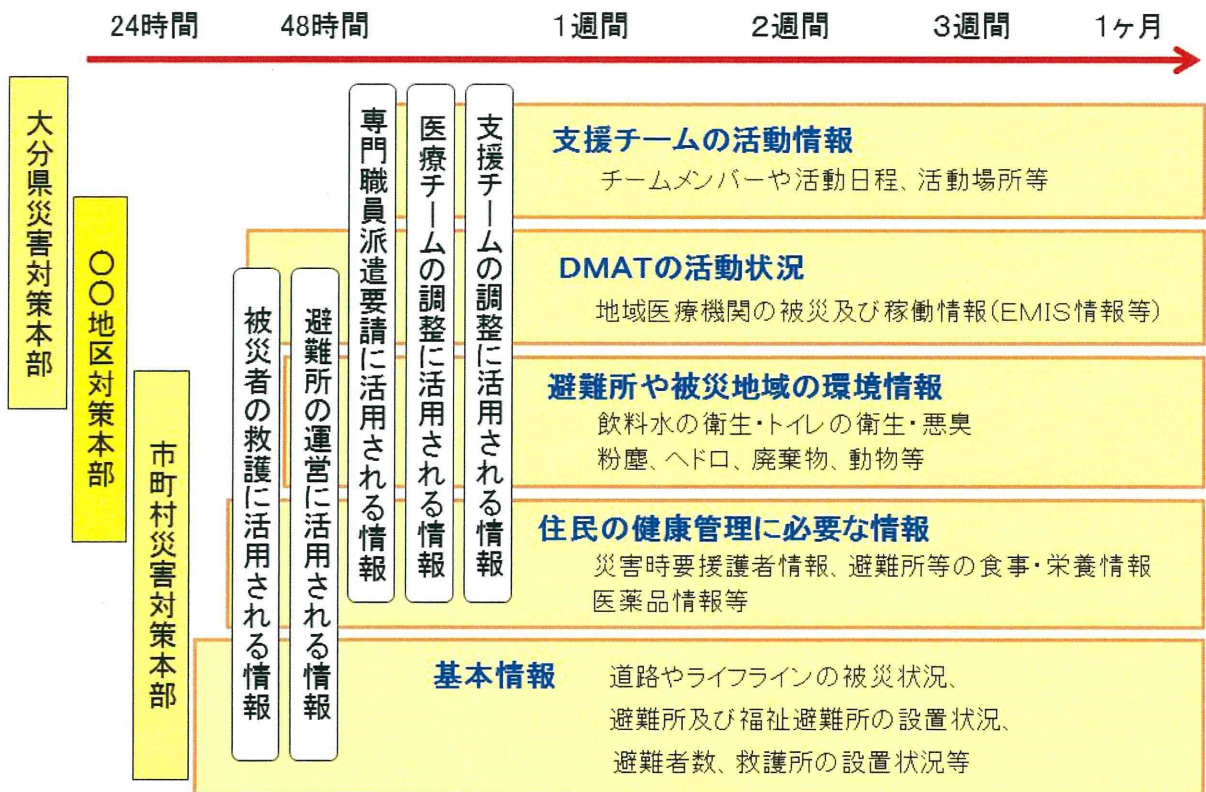 24時間 48時間 1週間 2週間 3週間 1ヶ月
大分県災害対策本部
〇〇地区対策本部
市町村災害対策本部
被災者の救護に活用される情報
避難所の運営に活用される情報
専門職員派遣要請に活用される情報
医療チームの調整に活用される情報
支援チームの調整に活用される情報
支援チームの活動情報
チームメンバーや活動日程、活動場所等
DMATの活動状況
地域医療機関の被災及び稼働情報(EMIS情報等)
避難所や被災地域の環境情報
飲料水の衛生・トイレの衛生・悪臭
粉塵、ヘドロ、廃棄物、動物等
住民の健康管理に必要な情報
災害時要援護者情報、避難所等の食事・栄養情報
医薬品情報等
基本情報 道路やライフラインの被災状況、
避難所及び福祉避難所の設置状況、
避難者数、救護所の設置状況等